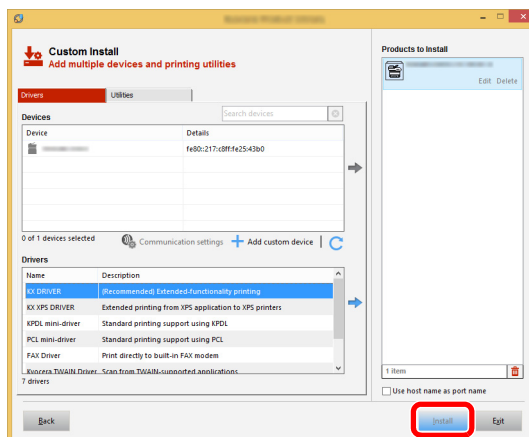 Custom Install
Add multiple devices and printing utilities
Drivers
Utilities
Devices
Search devices
Device
Details
fe80::217:c8ff:fe25:43b0
0 of 1 devices selected
Communication settings
Add custom device
Drivers
Name
Description
KX DRIVER
(Recommended) Extended-functionality printing
KX XPS DRIVER
Extended printing from XPS application to XPS printers
KPDL mini-driver
Standard printing support using KPDL
PCL mini-driver
Standard printing support using PCL
FAX Driver
Print directly to built-in FAX modem
Kyocera TWAIN Driver
Scan from TWAIN-supported applications
7 drivers
Products to Install
Edit Delete
1 item
Use host name as port name
Back
Install
Exit